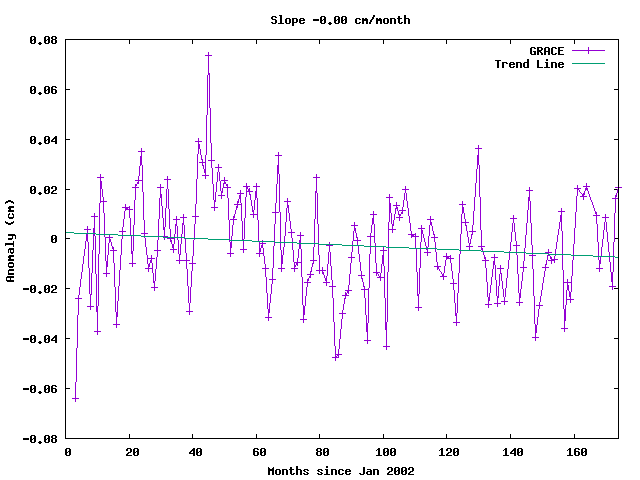 Slope -0.00 cm/month
0.08
0.06
0.04
0.02
0
-0.02
-0.04
-0.06
-0.08
Anomaly (cm)
GRACE
Trend Line
0 20 40 60 80 100 120 140 160
Months since Jan 2002